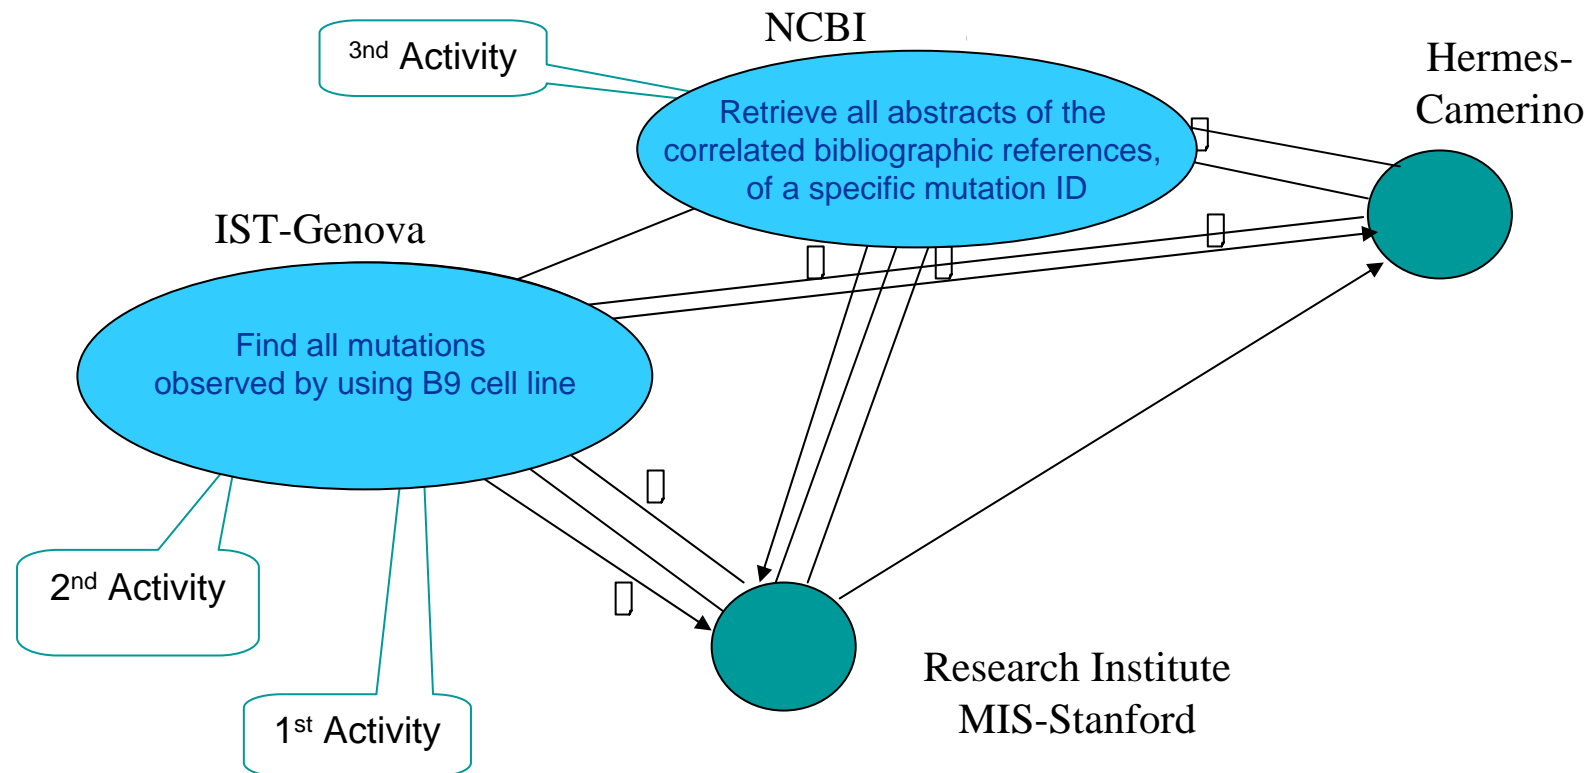 NCBI
3nd Activity
Hermes-
Camerino
Retrieve all abstracts of the
correlated bibliographic references,
of a specific mutation ID
IST-Genova
Find all mutations
observed by using B9 cell line
2nd Activity
1st Activity
Research Institute
MIS-Stanford